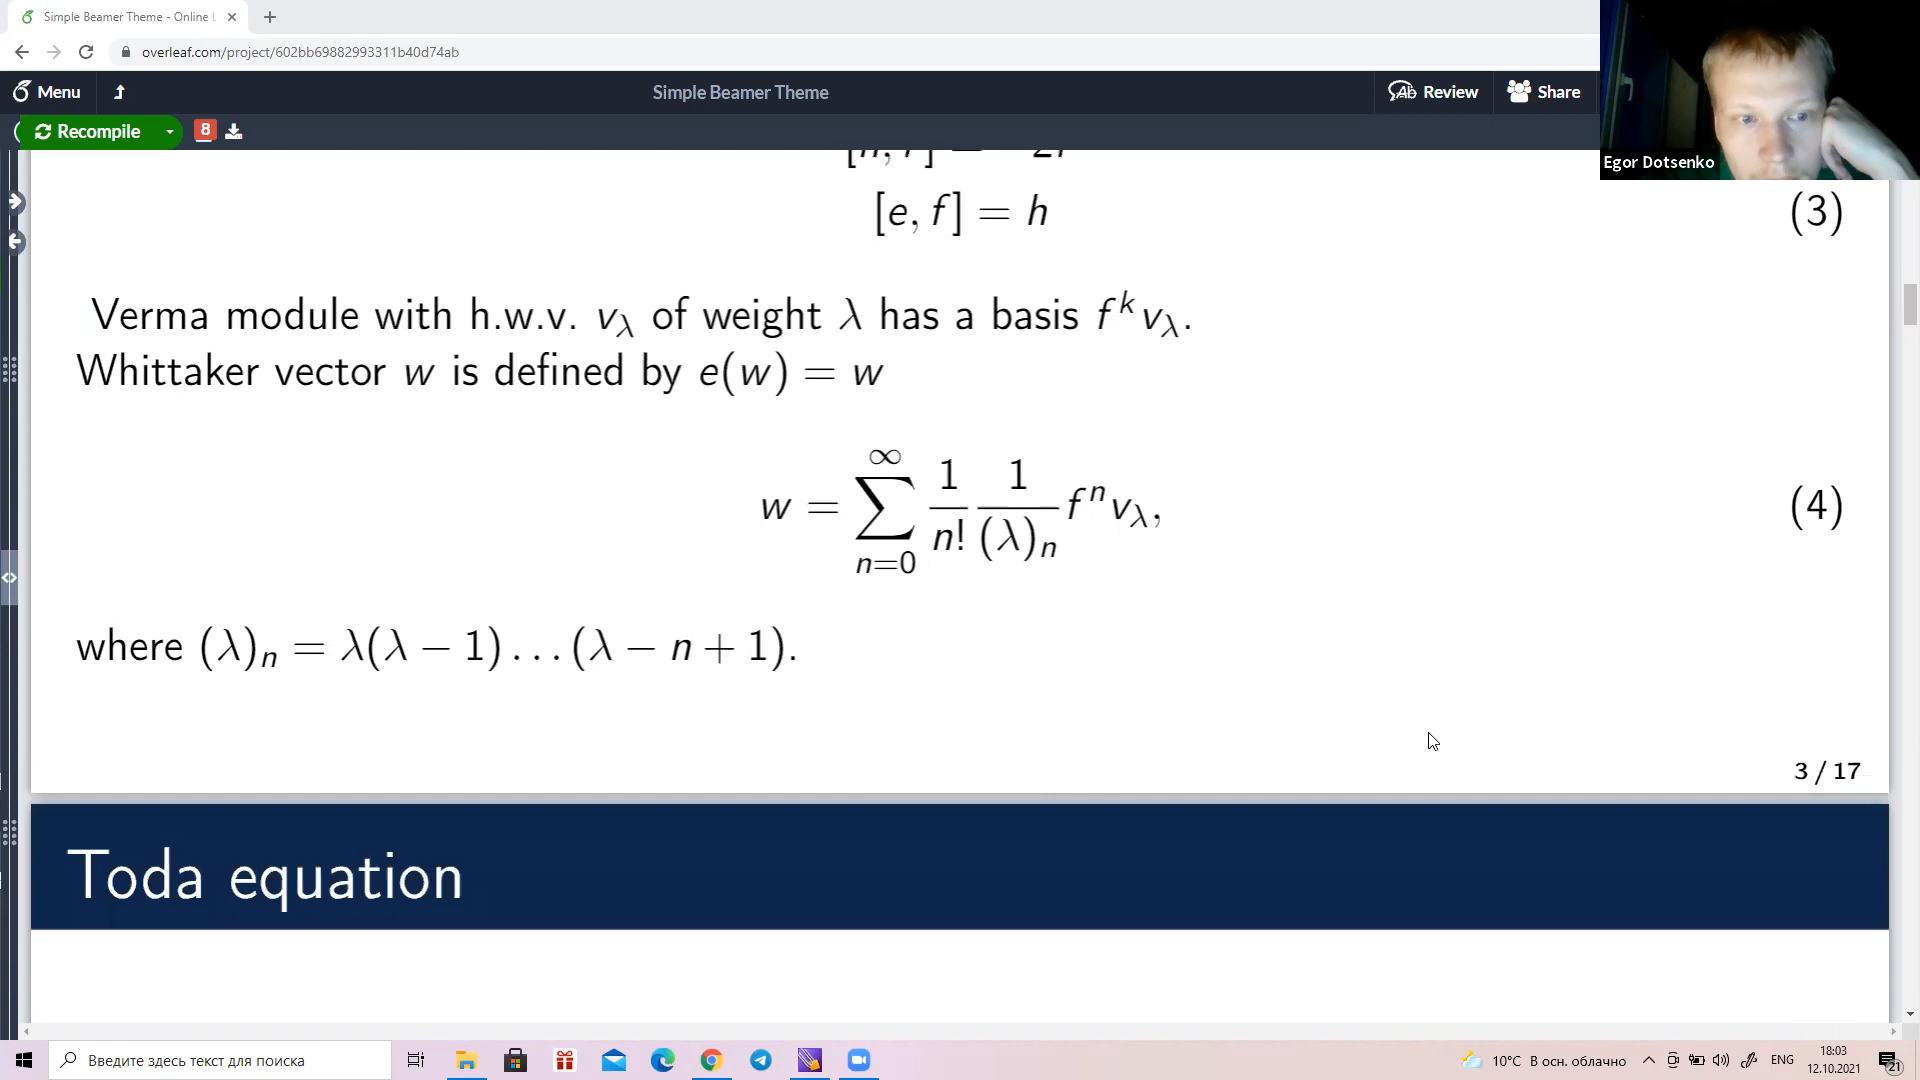 Simple Beamer Theme - Online
overleaf.com/project/602bb69882993311b40d74ab
Menu
Simple Beamer Theme
Review
Share
Recompile
8
Egor Dotsenko
[e, f] = h (3)
Verma module with h.w.v. v_λ of weight λ has a basis f^k v_λ.
Whittaker vector w is defined by e(w) = w
w = ∑_{n=0}^{∞} 1/n! 1/(λ)_n f^n v_λ, (4)
where (λ)_n = λ(λ − 1) . . . (λ − n + 1).
3 / 17
Toda equation
Введите здесь текст для поиска
10°C В осн. облачно
ENG
18:03
12.10.2021
21